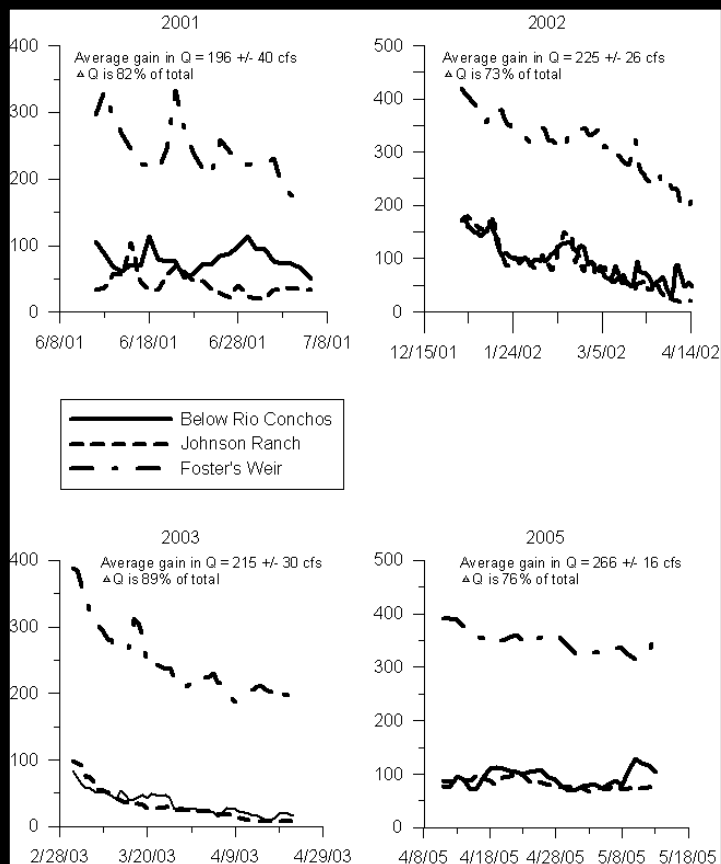 2001
400
300
200
100
0
Average gain in Q = 196 +/- 40 cfs
△ Q is 82% of total
6/8/01 6/18/01 6/28/01 7/8/01
2002
500
400
300
200
100
0
Average gain in Q = 225 +/- 26 cfs
△ Q is 73% of total
12/15/01 1/24/02 3/5/02 4/14/02
Below Rio Conchos
Johnson Ranch
Foster's Weir
2003
400
300
200
100
0
Average gain in Q = 215 +/- 30 cfs
△ Q is 89% of total
2/28/03 3/20/03 4/9/03 4/29/03
2005
500
400
300
200
100
0
Average gain in Q = 266 +/- 16 cfs
△ Q is 76% of total
4/8/05 4/18/05 4/28/05 5/8/05 5/18/05